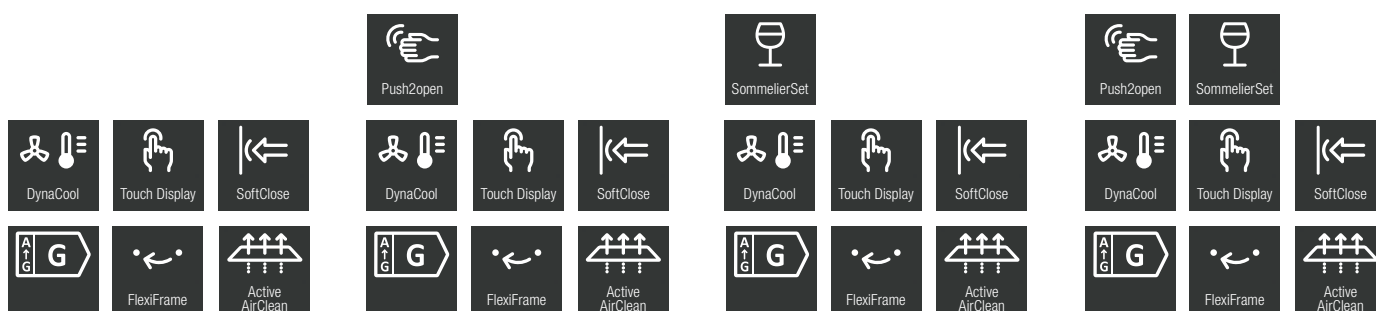 Push2open
SommelierSet
Push2open
SommelierSet
DynaCool
Touch Display
SoftClose
DynaCool
Touch Display
SoftClose
DynaCool
Touch Display
SoftClose
DynaCool
Touch Display
SoftClose
A
G
G
FlexiFrame
Active
AirClean
A
G
G
FlexiFrame
Active
AirClean
A
G
G
FlexiFrame
Active
AirClean
A
G
G
FlexiFrame
Active
AirClean